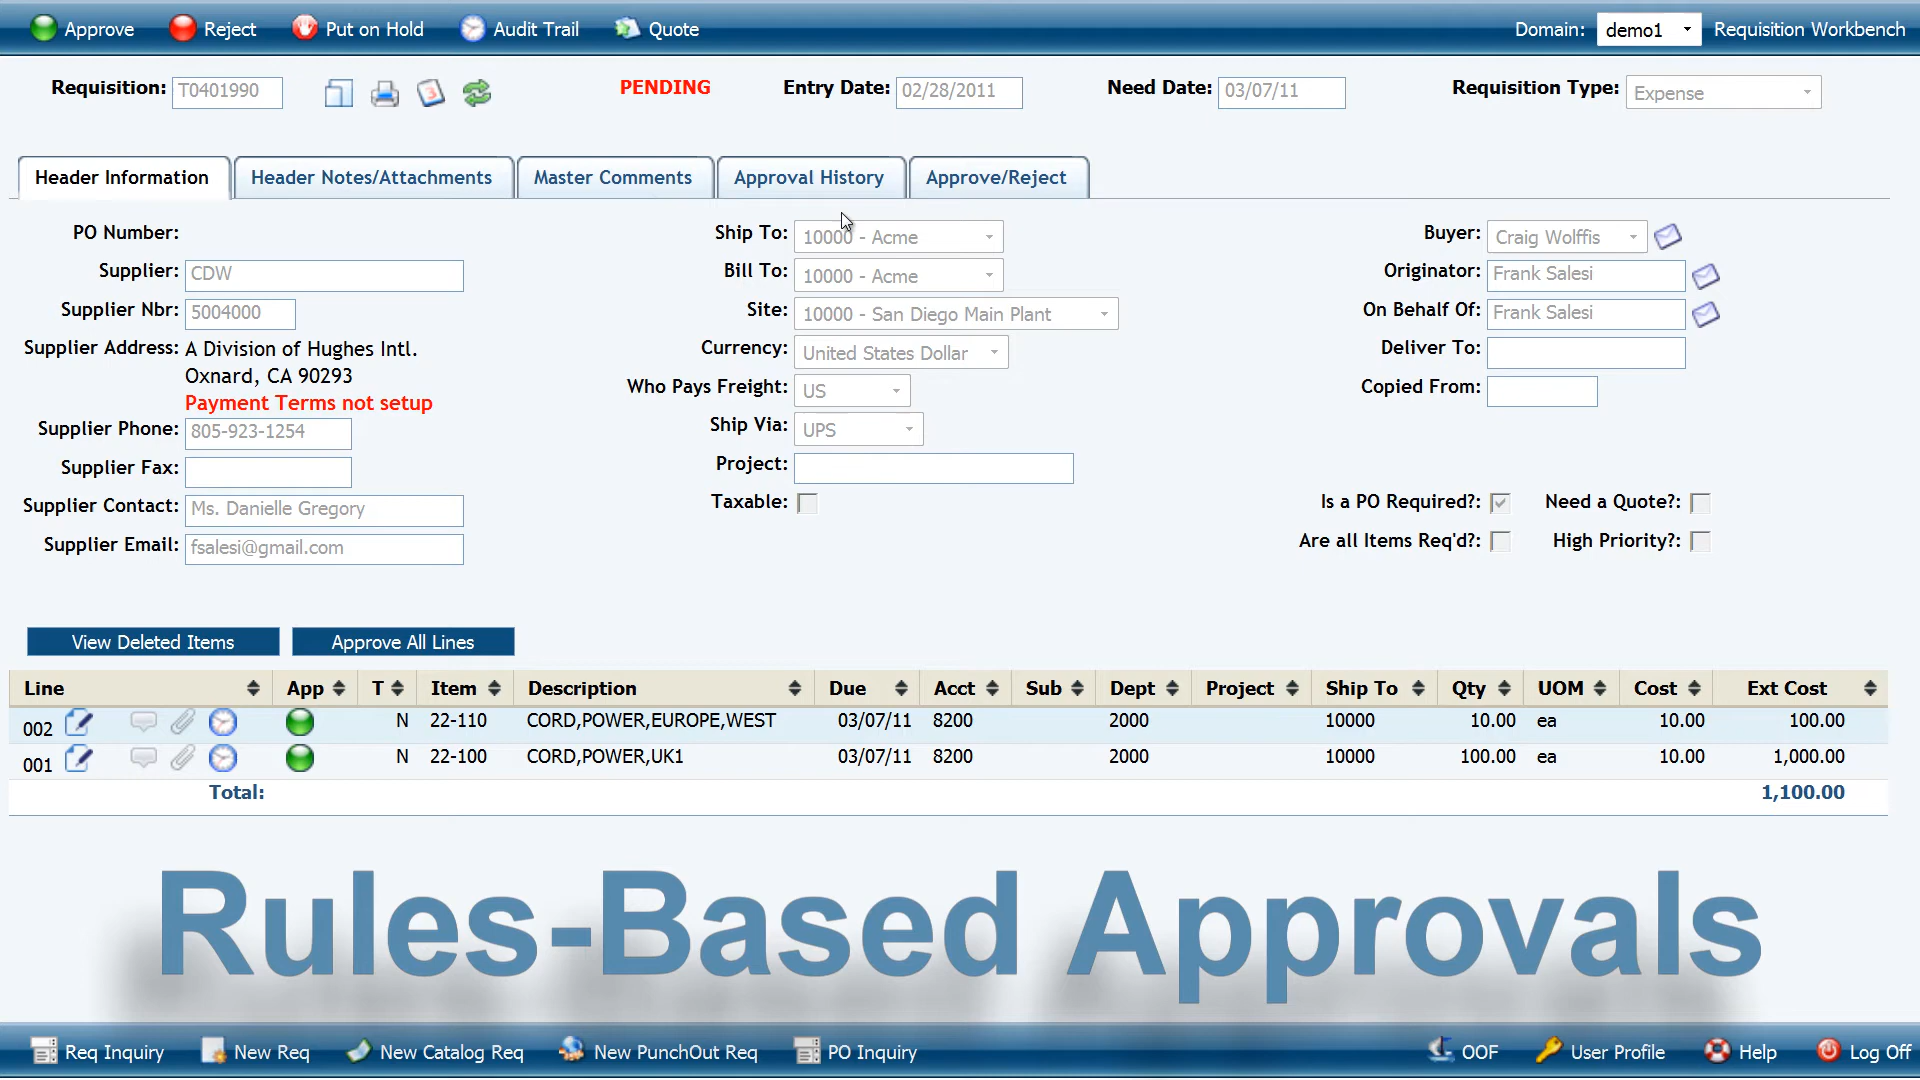 Approve Reject Put on Hold Audit Trail Quote Domain: demo1 Requisition Workbench
Requisition: T0401990 3 PENDING Entry Date: 02/28/2011 Need Date: 03/07/11 Requisition Type: Expense
Header Information Header Notes/Attachments Master Comments Approval History Approve/Reject
PO Number:
Supplier: CDW
Supplier Nbr: 5004000
Supplier Address: A Division of Hughes Intl.
Oxnard, CA 90293
Payment Terms not setup
Supplier Phone: 805-923-1254
Supplier Fax:
Supplier Contact: Ms. Danielle Gregory
Supplier Email: fsalesi@gmail.com
Ship To: 10000 - Acme
Bill To: 10000 - Acme
Site: 10000 - San Diego Main Plant
Currency: United States Dollar
Who Pays Freight: US
Ship Via: UPS
Project:
Taxable:
Buyer: Craig Wolffis
Originator: Frank Salesi
On Behalf Of: Frank Salesi
Deliver To:
Copied From:
Is a PO Required?: Need a Quote?:
Are all Items Req'd?: High Priority?:
View Deleted Items Approve All Lines
Line App T Item Description Due Acct Sub Dept Project Ship To Qty UOM Cost Ext Cost
002 N 22-110 CORD,POWER,EUROPE,WEST 03/07/11 8200 2000 10000 10.00 ea 10.00 100.00
001 N 22-100 CORD,POWER,UK1 03/07/11 8200 2000 10000 100.00 ea 10.00 1,000.00
Total: 1,100.00
Rules-Based Approvals
Req Inquiry New Req New Catalog Req New PunchOut Req PO Inquiry OOF User Profile Help Log Off